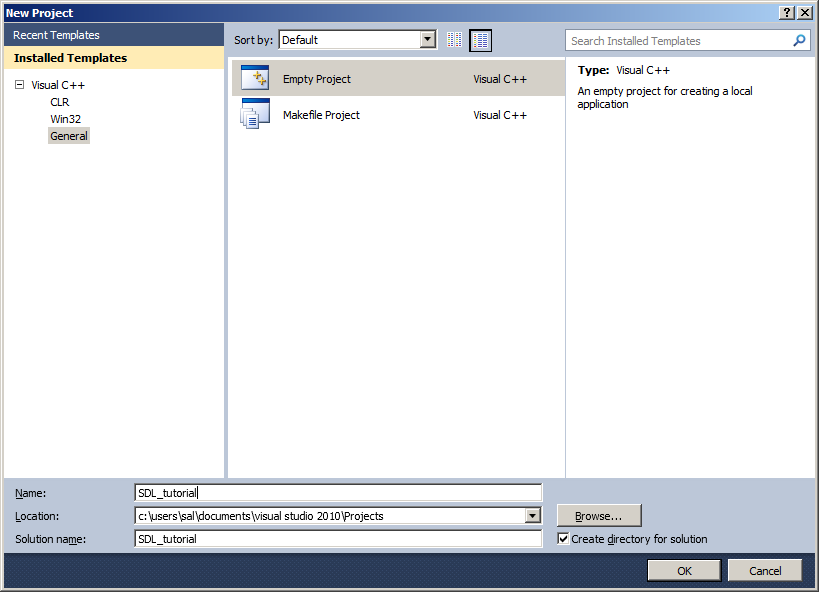 New Project
Recent Templates
Installed Templates
Visual C++
CLR
Win32
General
Sort by: Default
Search Installed Templates
Empty Project Visual C++
Makefile Project Visual C++
Type: Visual C++
An empty project for creating a local
application
Name: SDL_tutorial
Location: c:\users\sal\documents\visual studio 2010\Projects Browse...
Solution name: SDL_tutorial Create directory for solution
OK Cancel